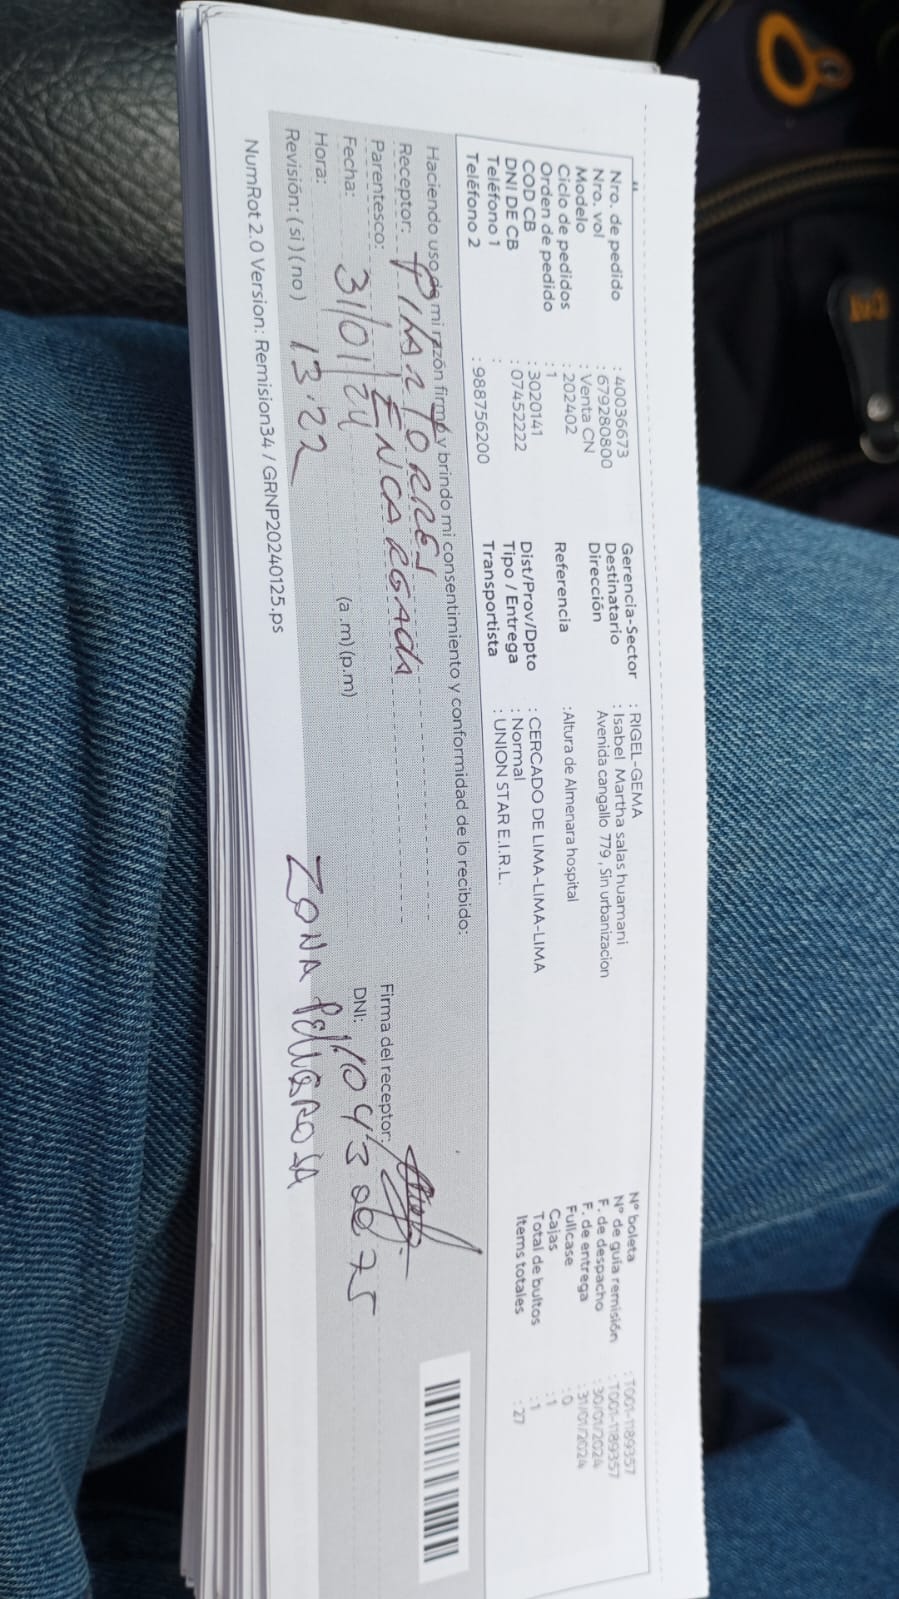 Nro. de pedido : 40036673
Nro. vol : 679280800
Modelo : Venta CN
Ciclo de pedidos : 202402
Orden de pedido : 1
COD CB : 3020141
DNI DE CB : 07452222
Teléfono 1 :
Teléfono 2 : 988756200
Gerencia-Sector : RIGEL-GEMA
Destinatario : Isabel Martha salas huamani
Dirección Avenida cangallo 779 , Sin urbanizacion
Referencia :Altura de Almenara hospital
Dist/Prov/Dpto : CERCADO DE LIMA-LIMA-LIMA
Tipo / Entrega : Normal
Transportista : UNION STAR E.I.R.L.
N° boleta : T001-1189357
N° de guía remisión : T001-1189357
F. de despacho : 30/01/2024
F. de entrega : 31/01/2024
Fullcase : 0
Cajas : 1
Total de bultos : 1
Items totales : 27
Haciendo uso de mi razón firmo y brindo mi consentimiento y conformidad de lo recibido:
Receptor: PILAR TORRES
Parentesco: ENCARGADA
Fecha: 31/01/24
Hora: 13:22 (a .m) (p.m)
Revisión: ( si ) ( no )
Firma del receptor:
DNI:
ZONA PELIGROSA
NumRot 2.0 Version: Remision34 / GRNP20240125.ps